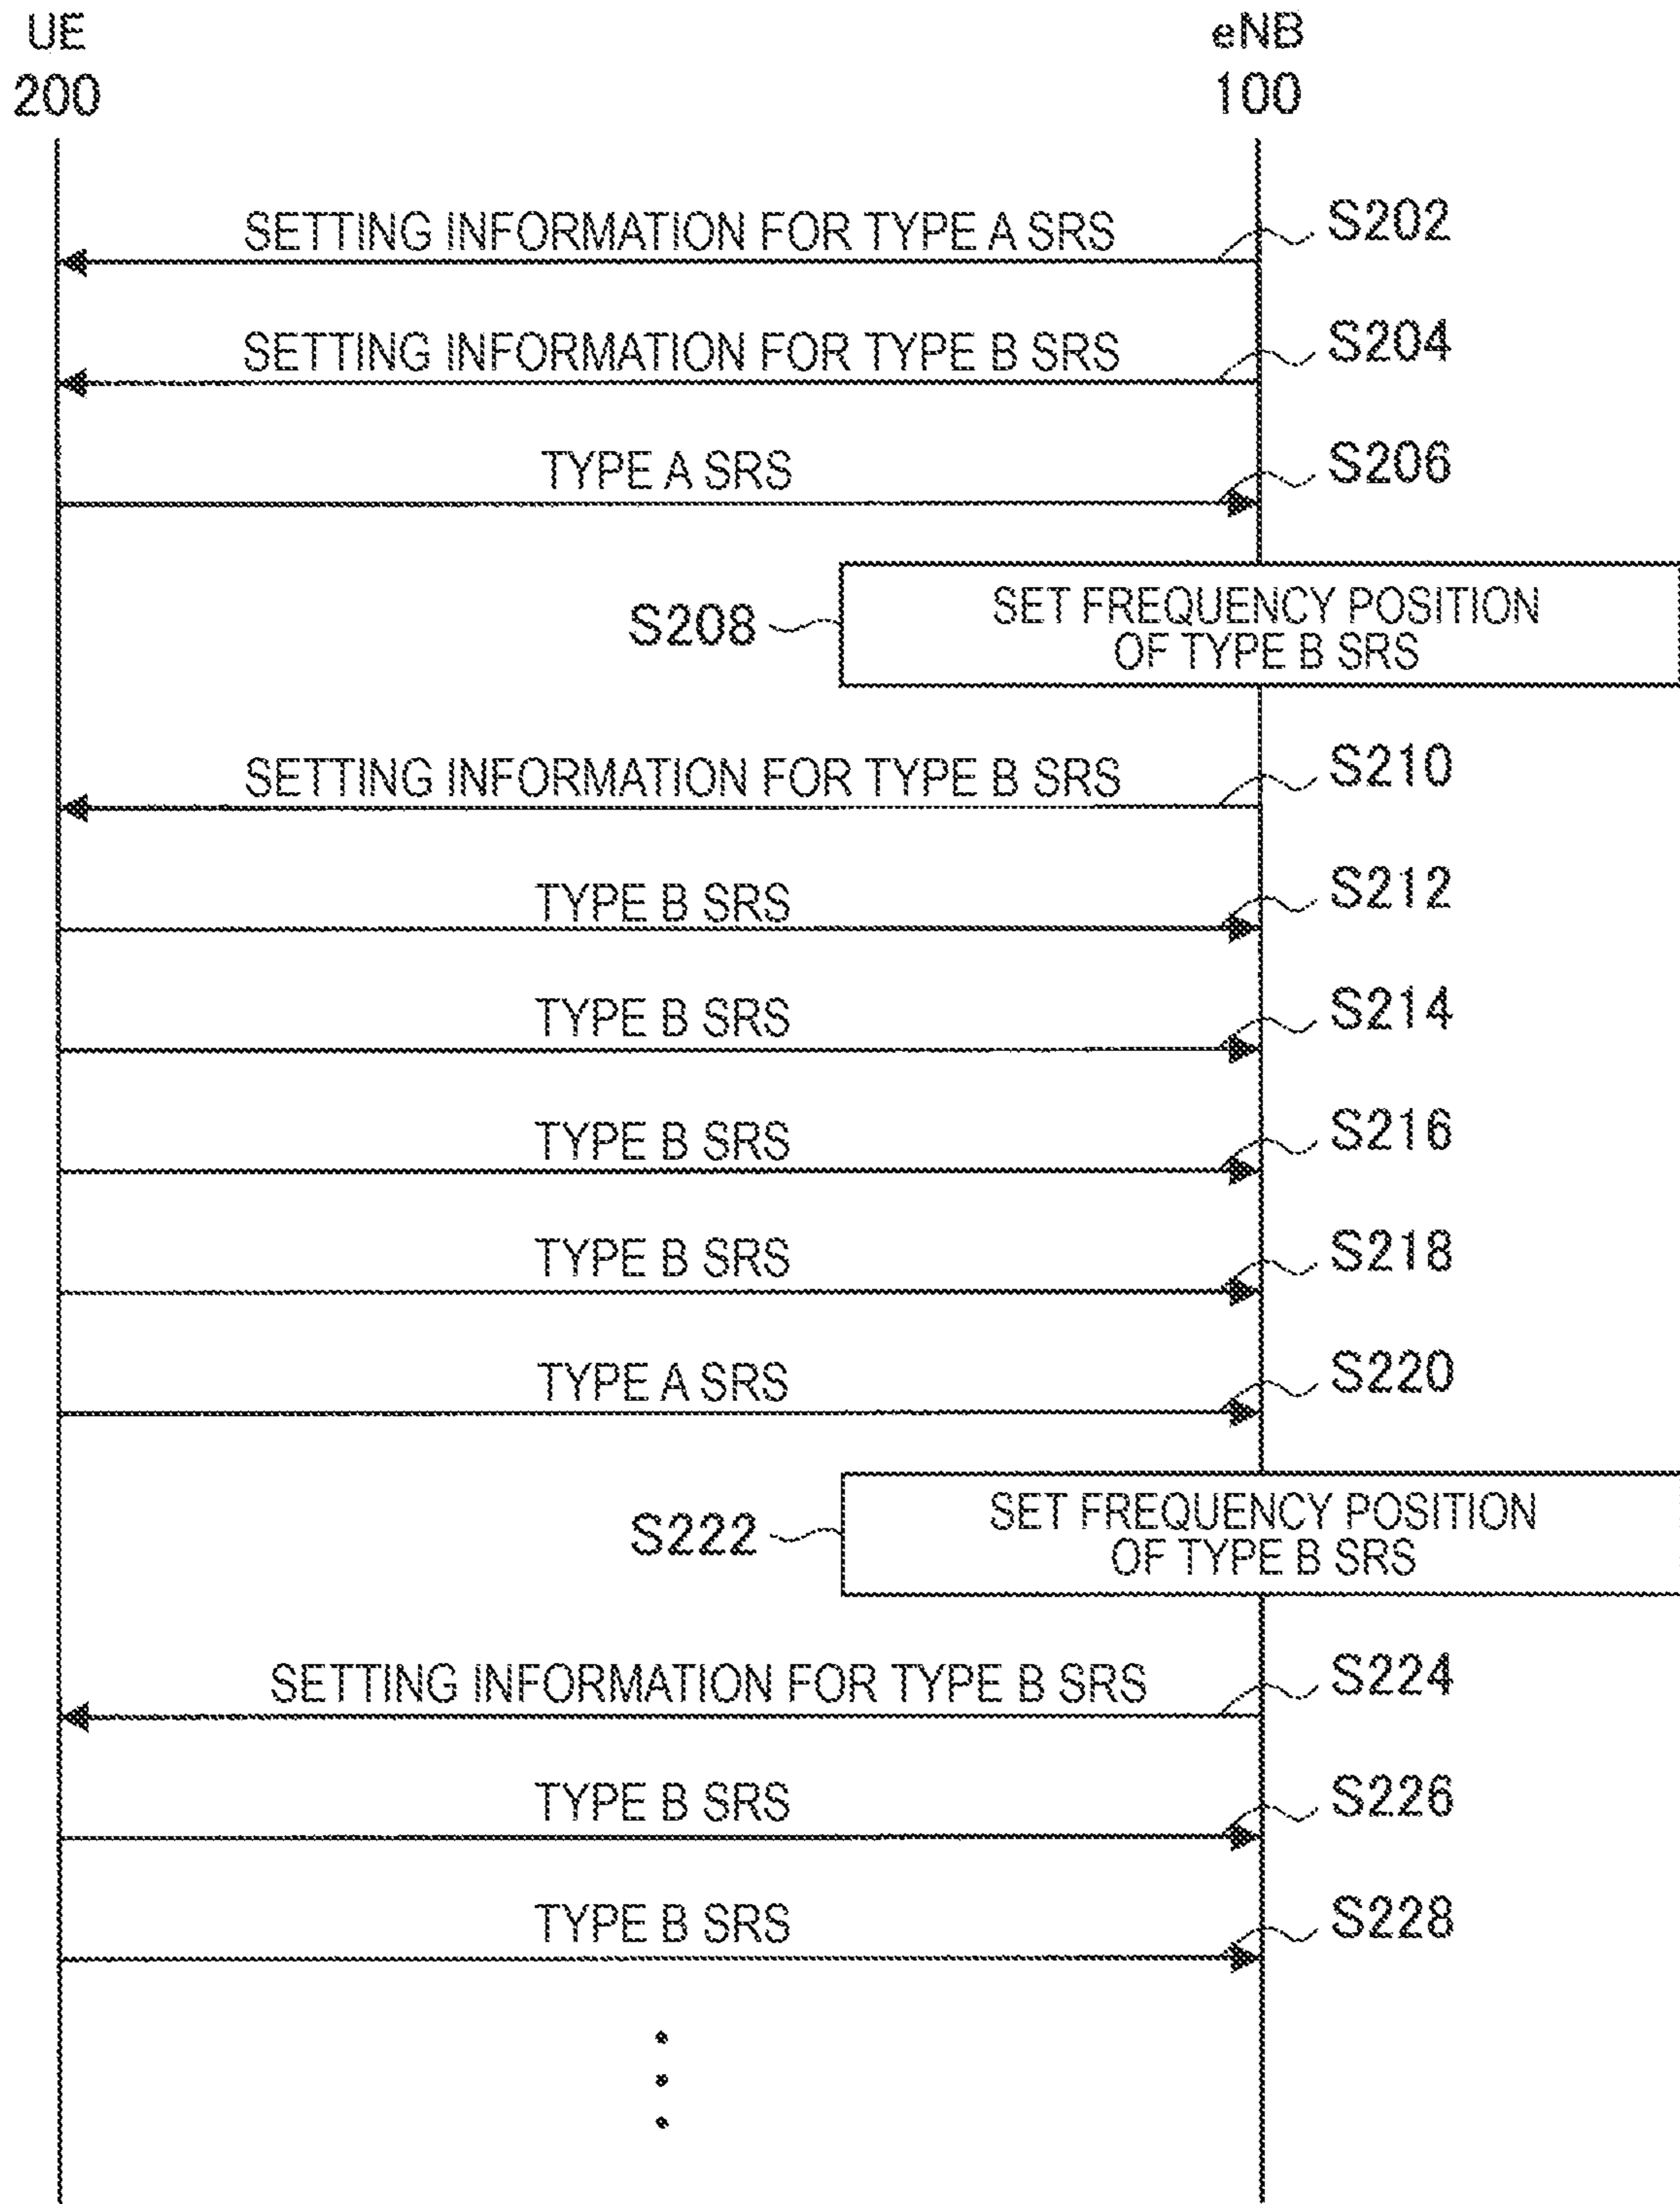 UE
200
eNB
100
SETTING INFORMATION FOR TYPE A SRS
S202
SETTING INFORMATION FOR TYPE B SRS
S204
TYPE A SRS
S206
S208
SET FREQUENCY POSITION
OF TYPE B SRS
SETTING INFORMATION FOR TYPE B SRS
S210
TYPE B SRS
S212
TYPE B SRS
S214
TYPE B SRS
S216
TYPE B SRS
S218
TYPE A SRS
S220
S222
SET FREQUENCY POSITION
OF TYPE B SRS
SETTING INFORMATION FOR TYPE B SRS
S224
TYPE B SRS
S226
TYPE B SRS
S228